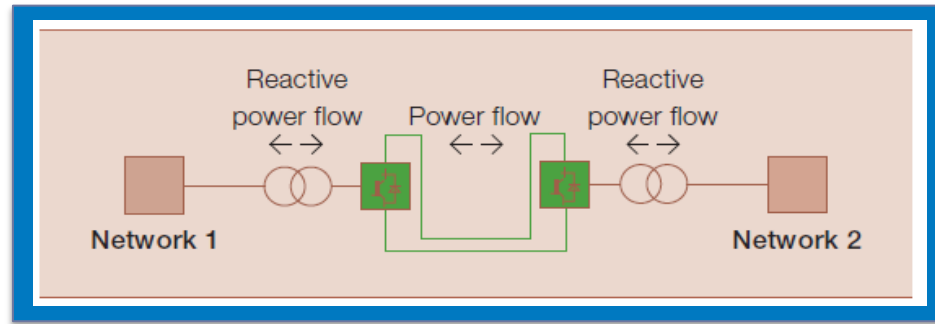 Reactive
power flow
Power flow
Reactive
power flow
Network 1
Network 2